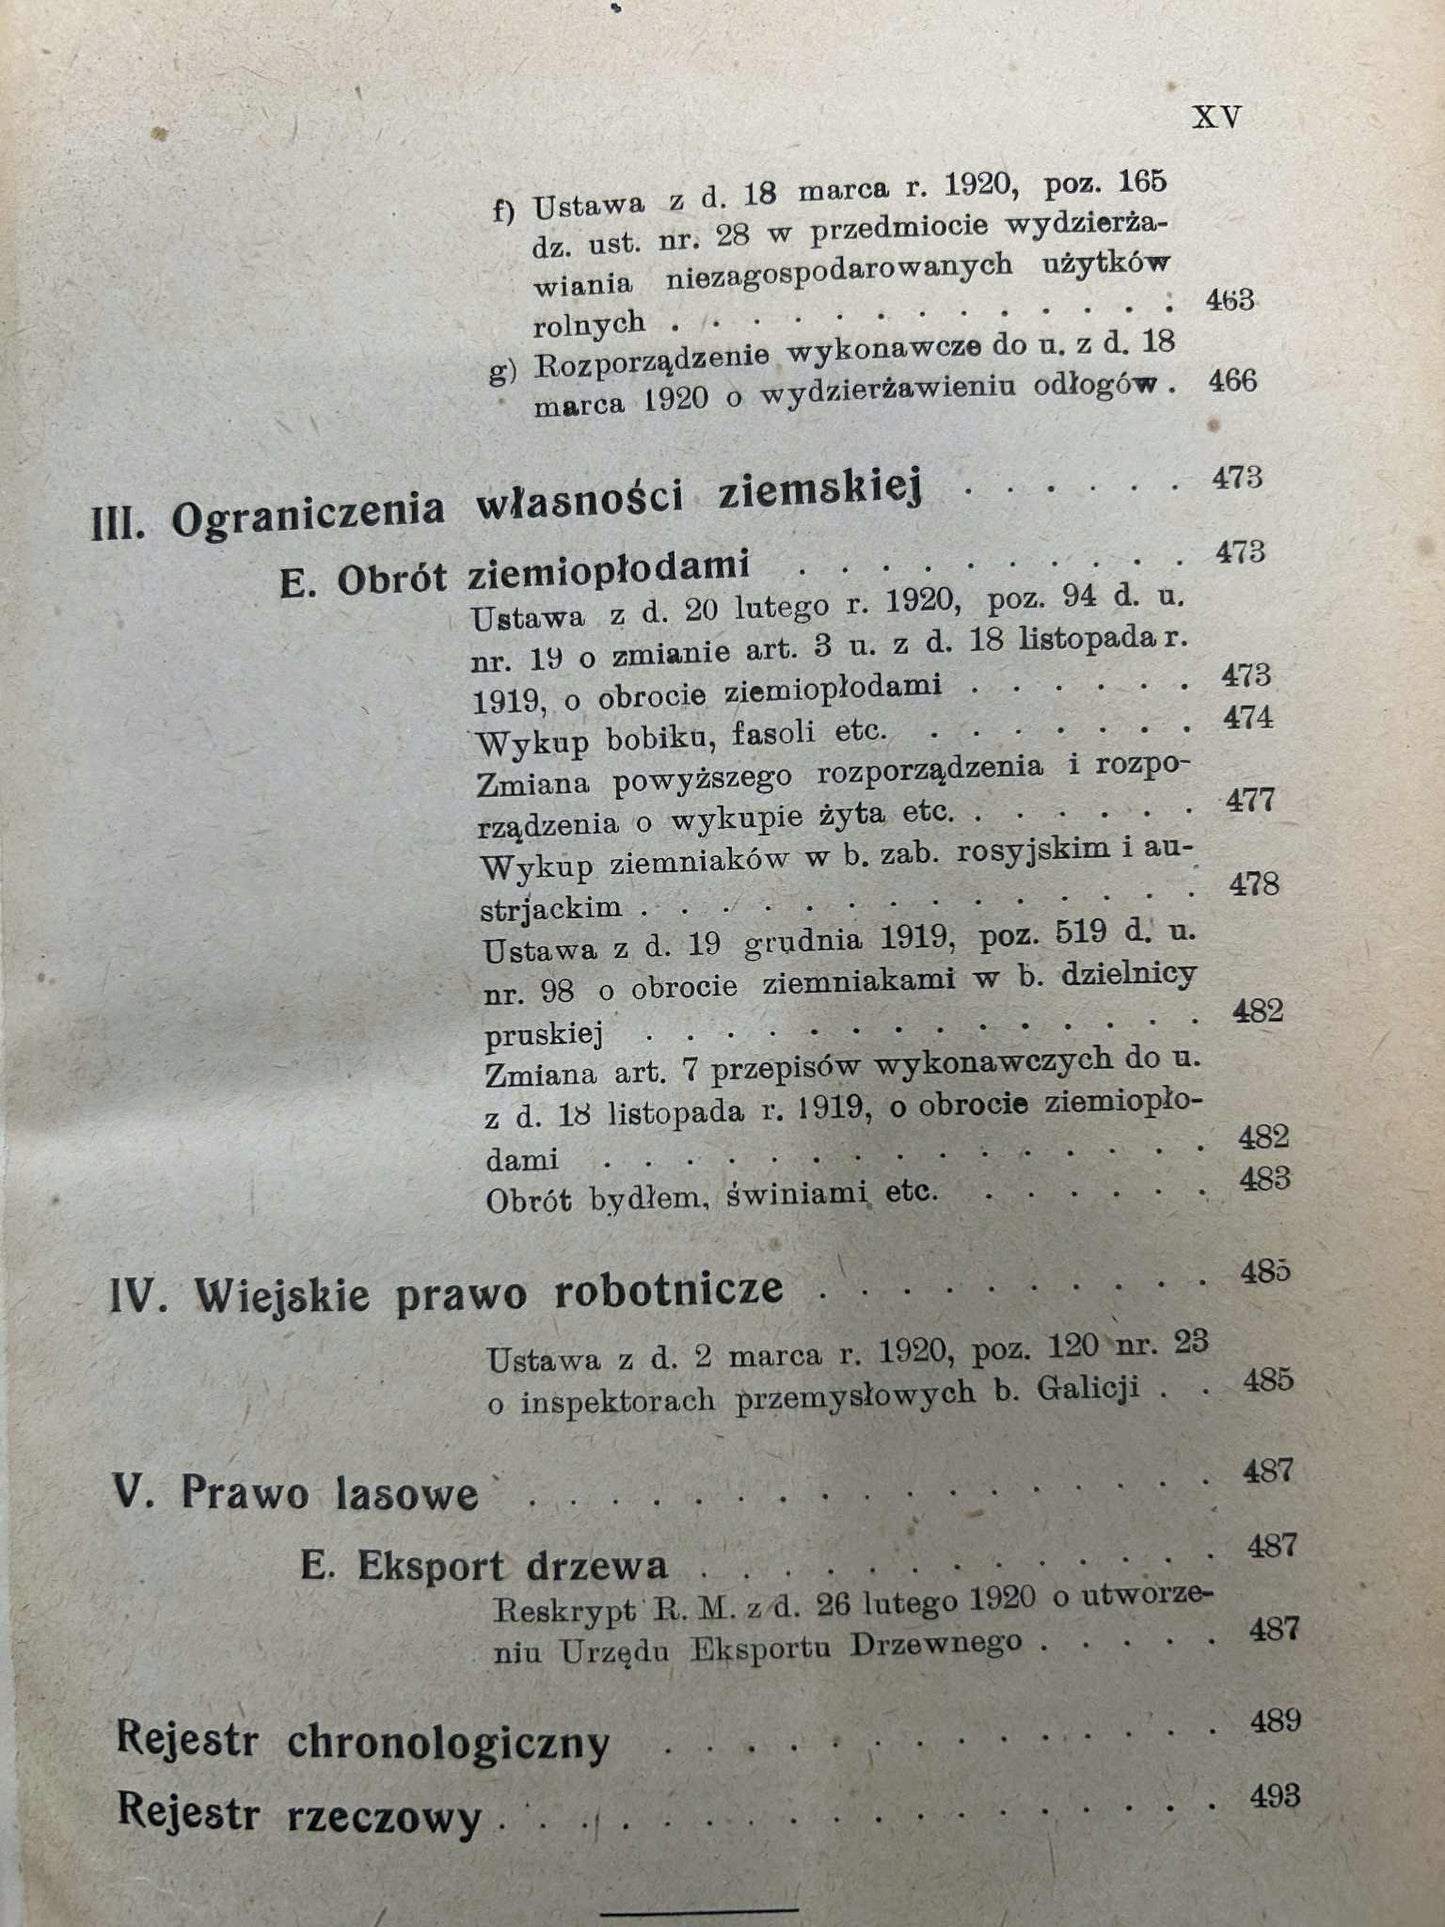 XV
f) Ustawa z d. 18 marca r. 1920, poz. 165
dz. ust. nr. 28 w przedmiocie wydzierża-
wiania niezagospodarowanych użytków
rolnych . . . . . . . . . . . . . 463
g) Rozporządzenie wykonawcze do u. z d. 18
marca 1920 o wydzierżawieniu odłogów . 466
III. Ograniczenia własności ziemskiej . . . . . . 473
E. Obrót ziemiopłodami . . . . . . . . . . 473
Ustawa z d. 20 lutego r. 1920, poz. 94 d. u.
nr. 19 o zmianie art. 3 u. z d. 18 listopada r.
1919, o obrocie ziemiopłodami . . . . . . 473
Wykup bobiku, fasoli etc. . . . . . . . 474
Zmiana powyższego rozporządzenia i rozpo-
rządzenia o wykupie żyta etc. . . . . . . 477
Wykup ziemniaków w b. zab. rosyjskim i au-
strjackim . . . . . . . . . . . . . . 478
Ustawa z d. 19 grudnia 1919, poz. 519 d. u.
nr. 98 o obrocie ziemniakami w b. dzielnicy
pruskiej . . . . . . . . . . . . . . 482
Zmiana art. 7 przepisów wykonawczych do u.
z d. 18 listopada r. 1919, o obrocie ziemiopło-
dami . . . . . . . . . . . . . . . 482
Obrót bydłem, świniami etc. . . . . . . 483
IV. Wiejskie prawo robotnicze . . . . . . . . . . 485
Ustawa z d. 2 marca r. 1920, poz. 120 nr. 23
o inspektorach przemysłowych b. Galicji . . 485
V. Prawo lasowe . . . . . . . . . . . . . . . . . 487
E. Eksport drzewa . . . . . . . . . . . . . 487
Reskrypt R. M. z d. 26 lutego 1920 o utworze-
niu Urzędu Eksportu Drzewnego . . . . . 487
Rejestr chronologiczny . . . . . . . . . . . . . . 489
Rejestr rzeczowy . . . . . . . . . . . . . . . . . . 493